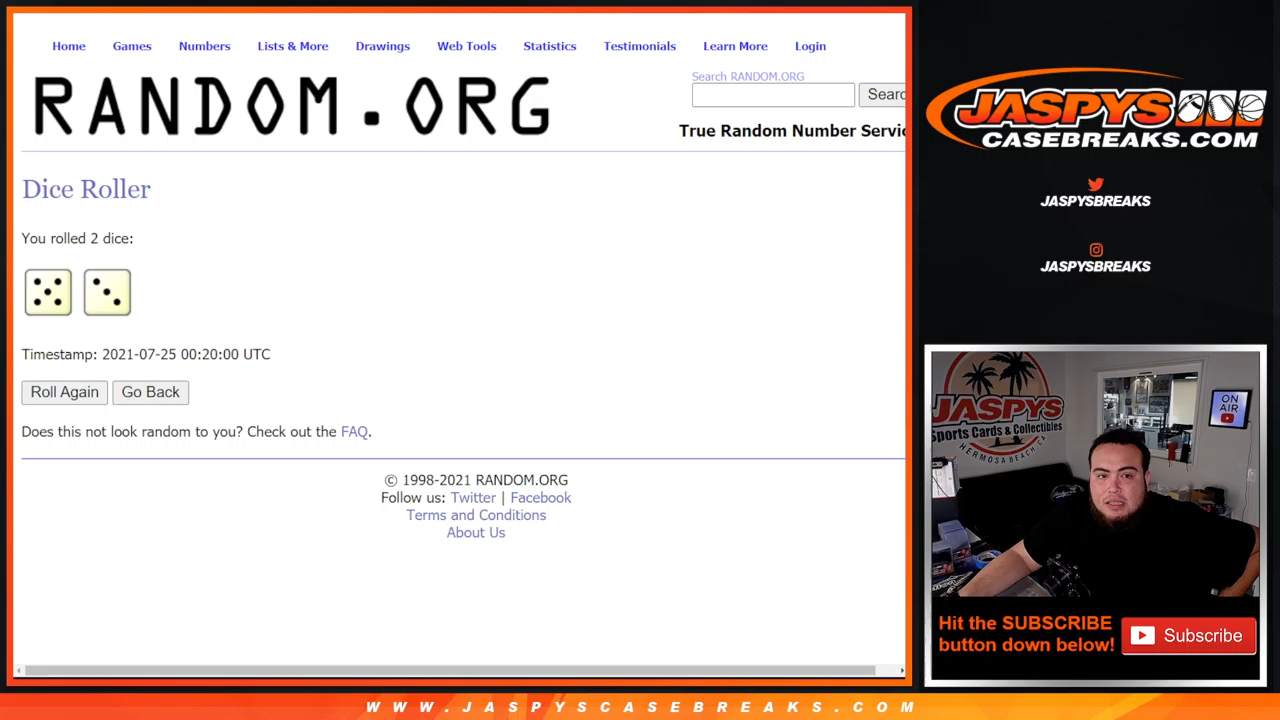 Home Games Numbers Lists & More Drawings Web Tools Statistics Testimonials Learn More Login
RANDOM.ORG
Search RANDOM.ORG
Searc
True Random Number Servic
Dice Roller
You rolled 2 dice:
Timestamp: 2021-07-25 00:20:00 UTC
Roll Again Go Back
Does this not look random to you? Check out the FAQ.
© 1998-2021 RANDOM.ORG
Follow us: Twitter | Facebook
Terms and Conditions
About Us
JASPYS
CASEBREAKS.COM
JASPYSBREAKS
JASPYSBREAKS
JASPYS
Sports Cards & Collectibles
HERMOSA BEACH, CA
ON
AIR
Hit the SUBSCRIBE
button down below!
Subscribe
WWW.JASPYSCASEBREAKS.COM